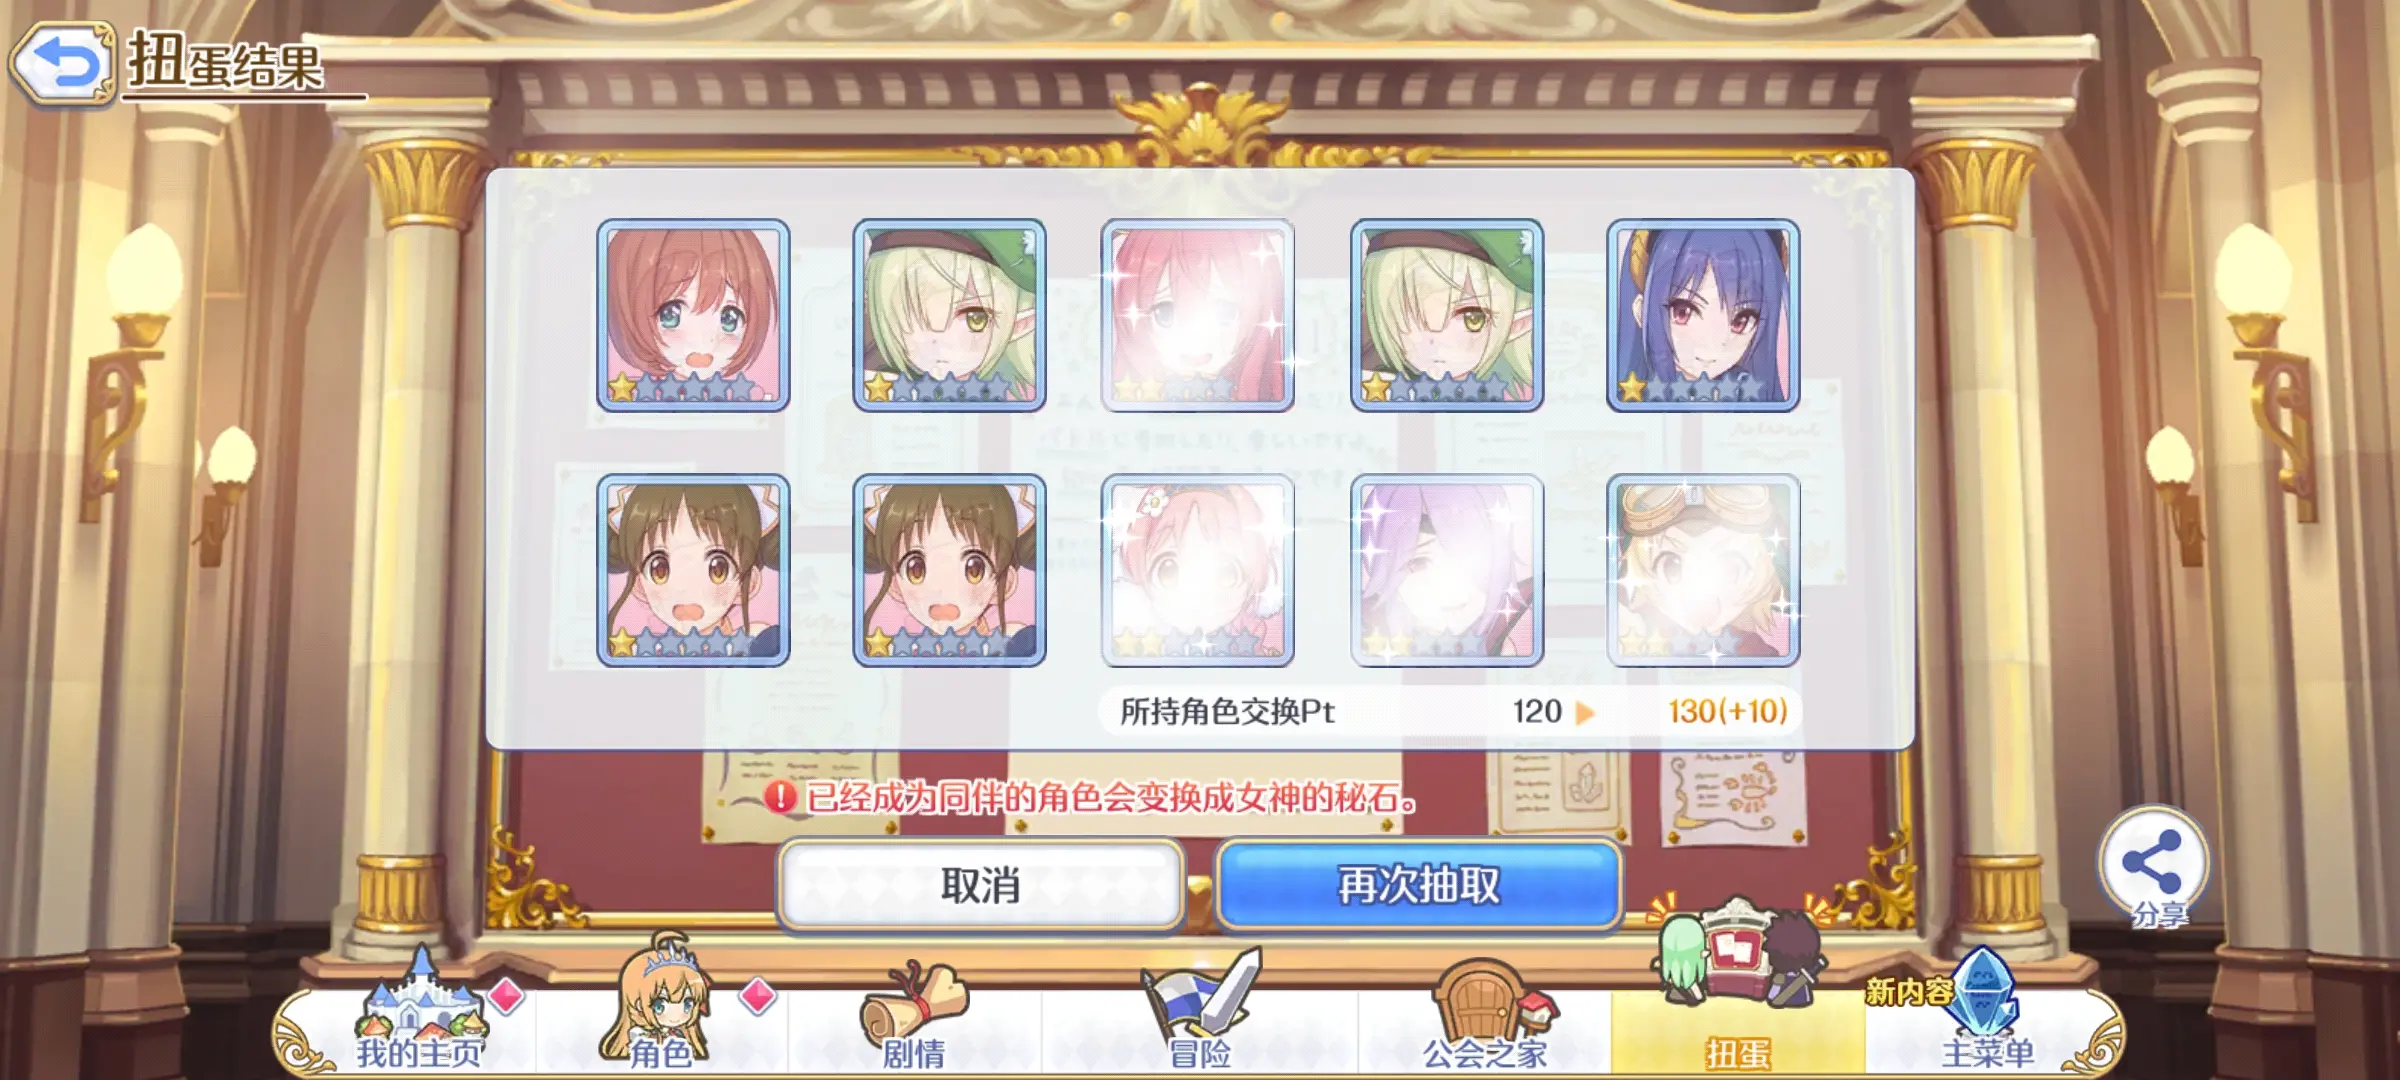 扭蛋结果
所持角色交换Pt 120 ▶ 130(+10)
已经成为同伴的角色会变换成女神的秘石。
取消
再次抽取
分享
新内容
我的主页
角色
剧情
冒险
公会之家
扭蛋
主菜单